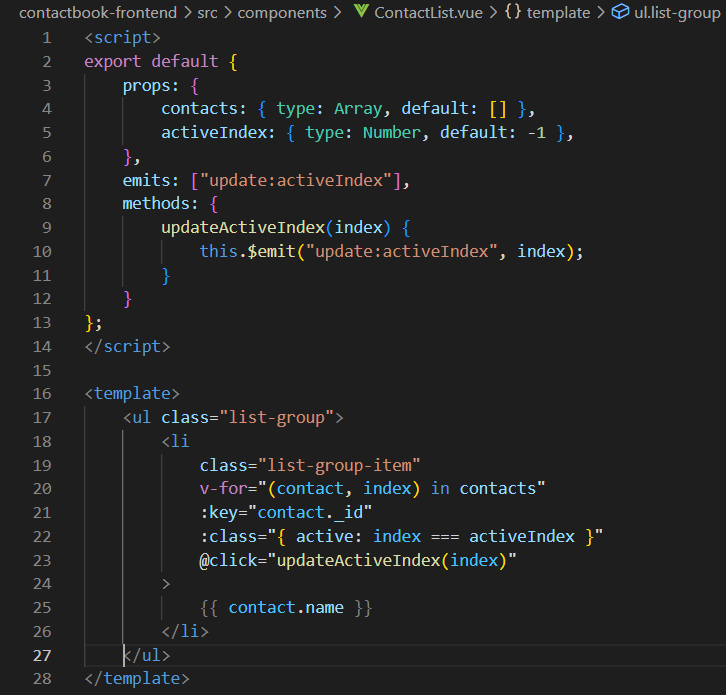 contactbook-frontend > src > components > ContactList.vue > {} template > ul.list-group
1 <script>
2 export default {
3     props: {
4         contacts: { type: Array, default: [] },
5         activeIndex: { type: Number, default: -1 },
6     },
7     emits: ["update:activeIndex"],
8     methods: {
9         updateActiveIndex(index) {
10             this.$emit("update:activeIndex", index);
11         }
12     }
13 };
14 </script>
15
16 <template>
17     <ul class="list-group">
18         <li
19             class="list-group-item"
20             v-for="(contact, index) in contacts"
21             :key="contact._id"
22             :class="{ active: index === activeIndex }"
23             @click="updateActiveIndex(index)"
24         >
25             {{ contact.name }}
26         </li>
27     </ul>
28 </template>